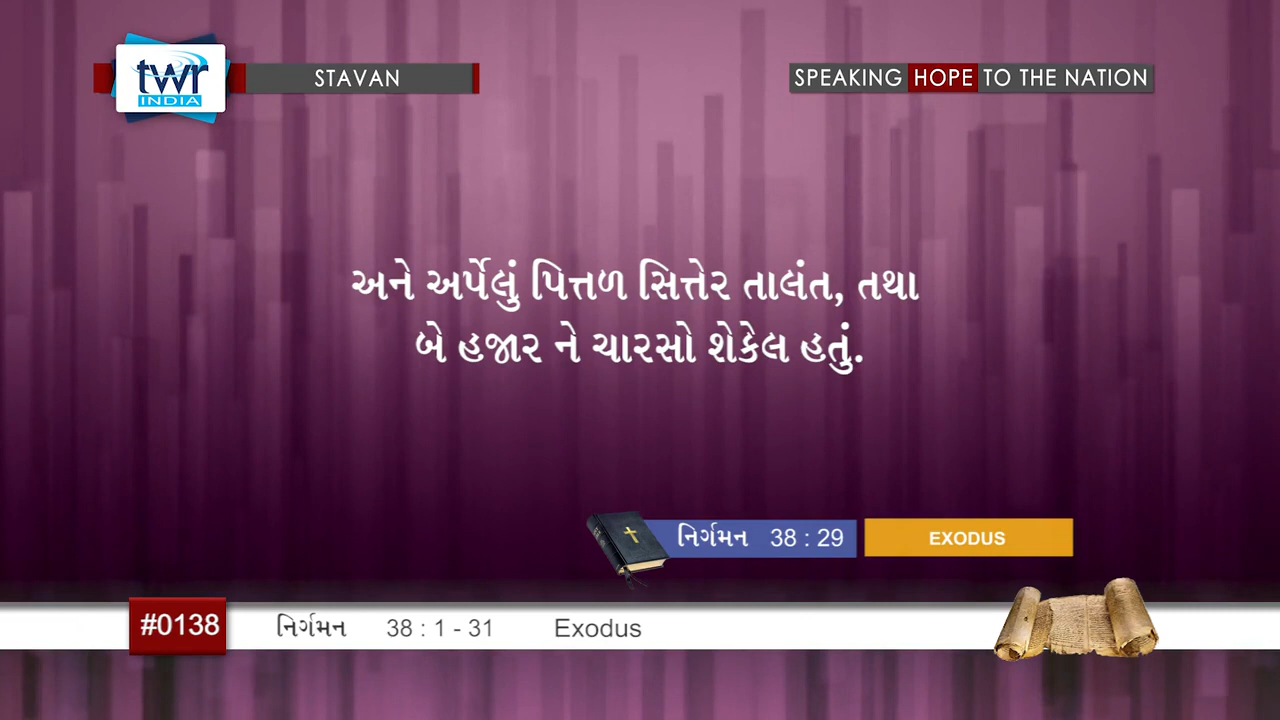 twr
INDIA
STAVAN
SPEAKING HOPE TO THE NATION
અને અર્પેલું પિત્તળ સિત્તેર તાલંત, તથા
બે હજાર ને ચારસો શેકેલ હતું.
નિર્ગમન 38 : 29
EXODUS
#0138
નિર્ગમન 38 : 1 - 31 Exodus